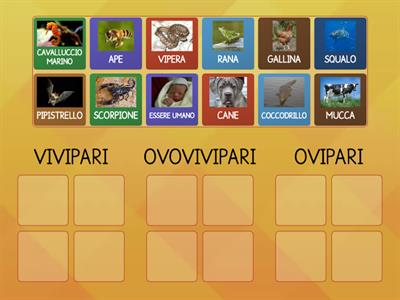 CAVALLUCCIO
MARINO
APE
VIPERA
RANA
GALLINA
SQUALO
PIPISTRELLO
SCORPIONE
ESSERE UMANO
CANE
COCCODRILLO
MUCCA
VIVIPARI
OVOVIVIPARI
OVIPARI